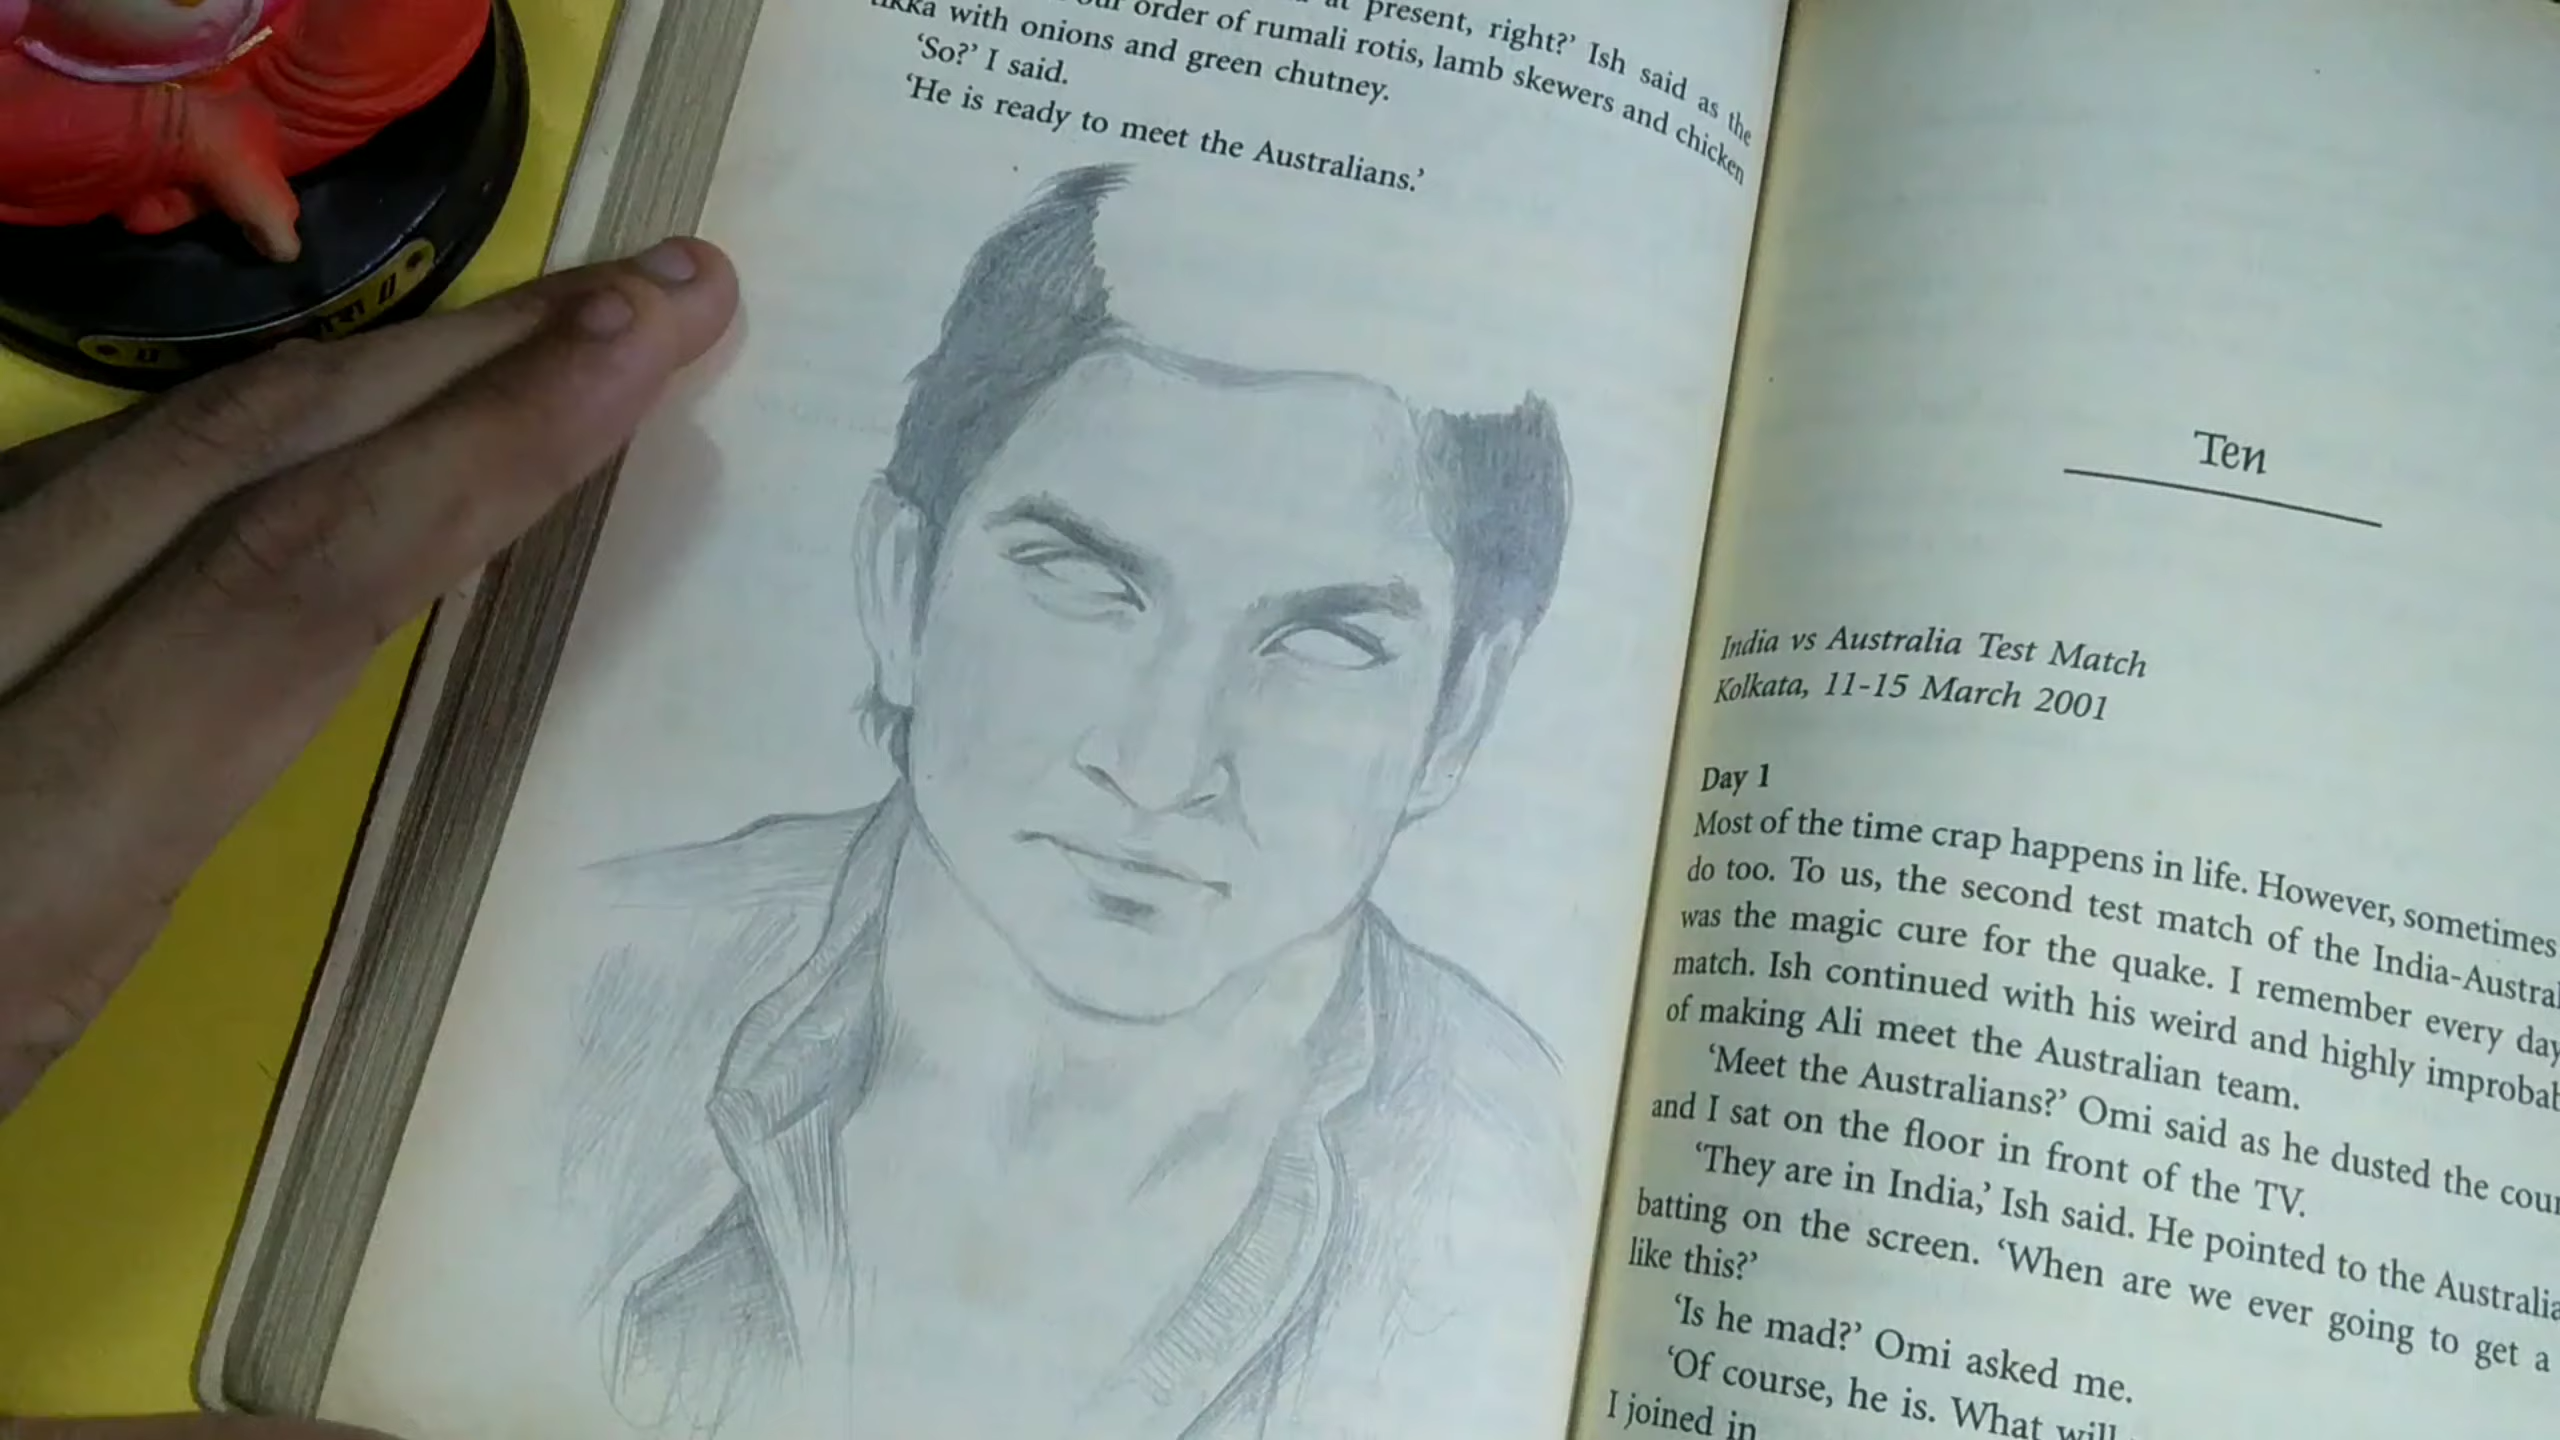 at present, right?’ Ish said as the
our order of rumali rotis, lamb skewers and chicken
tikka with onions and green chutney.
‘So?’ I said.
‘He is ready to meet the Australians.’
Ten
India vs Australia Test Match
Kolkata, 11-15 March 2001
Day 1
Most of the time crap happens in life. However, sometimes
do too. To us, the second test match of the India-Austral
was the magic cure for the quake. I remember every day
match. Ish continued with his weird and highly improbab
of making Ali meet the Australian team.
‘Meet the Australians?’ Omi said as he dusted the coun
and I sat on the floor in front of the TV.
‘They are in India,’ Ish said. He pointed to the Australia
batting on the screen. ‘When are we ever going to get a
like this?’
‘Is he mad?’ Omi asked me.
‘Of course, he is. What will
I joined in